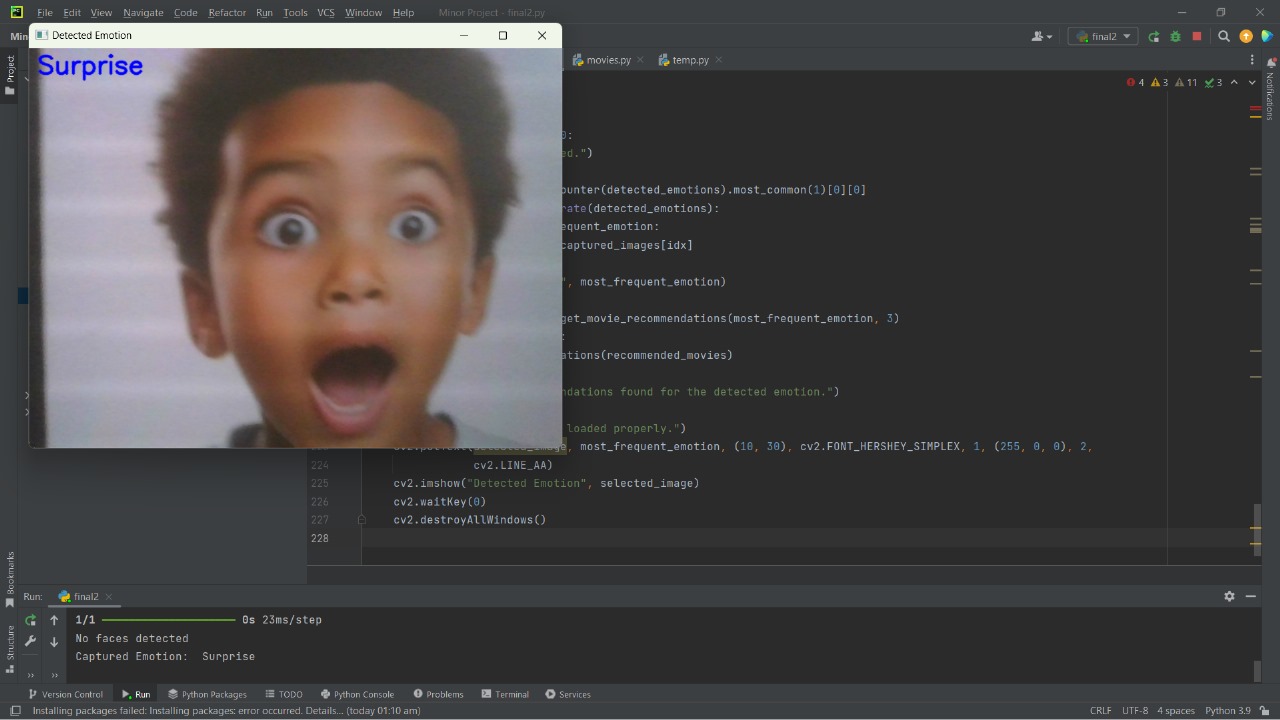 File Edit View Navigate Code Refactor Run Tools VCS Window Help Minor Project - final2.py
Detected Emotion
final2
Surprise
movies.py temp.py
4 3 11 3
Project
Notifications
0:
ed.")
ounter(detected_emotions).most_common(1)[0][0]
rate(detected_emotions):
equent_emotion:
captured_images[idx]
", most_frequent_emotion)
get_movie_recommendations(most_frequent_emotion, 3)
:
ations(recommended_movies)
ndations found for the detected emotion.")
loaded properly.")
, most_frequent_emotion, (10, 30), cv2.FONT_HERSHEY_SIMPLEX, 1, (255, 0, 0), 2,
224 cv2.LINE_AA)
225 cv2.imshow("Detected Emotion", selected_image)
226 cv2.waitKey(0)
227 cv2.destroyAllWindows()
228
Bookmarks
Structure
Run: final2
1/1 0s 23ms/step
No faces detected
Captured Emotion: Surprise
Version Control Run Python Packages TODO Python Console Problems Terminal Services
Installing packages failed: Installing packages: error occurred. Details... (today 01:10 am) CRLF UTF-8 4 spaces Python 3.9